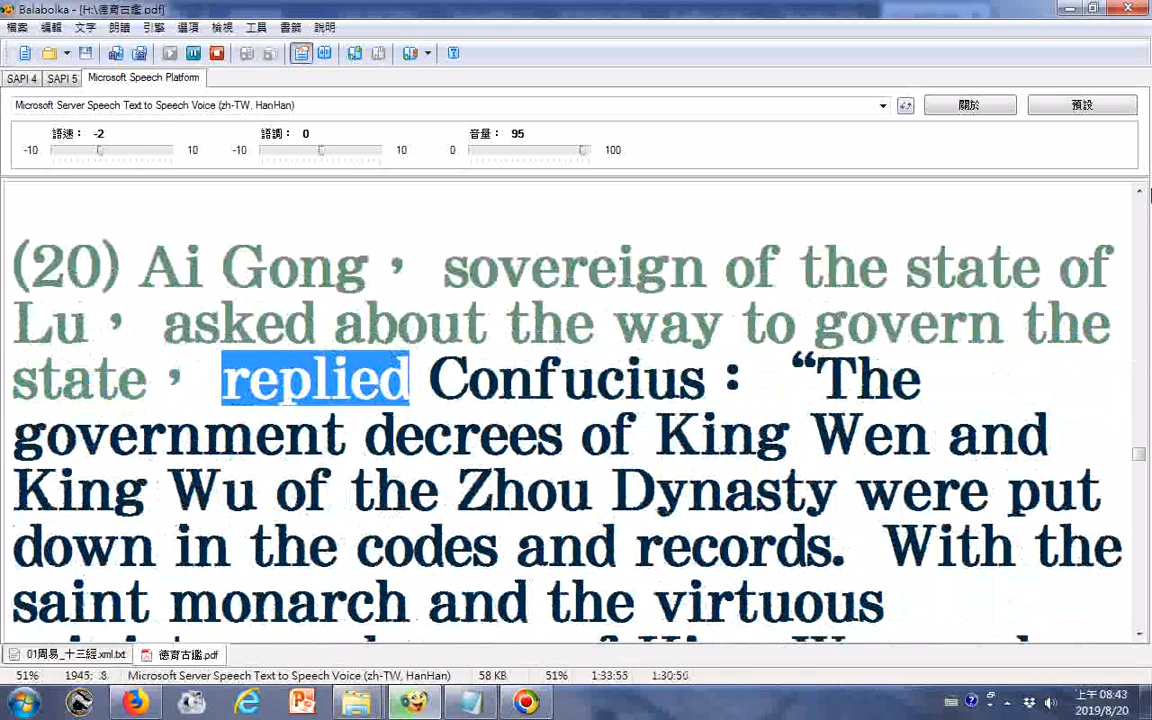 Balabolka - [H:\德育古鑑.pdf]
檔案 編輯 文字 朗讀 引擎 選項 檢視 工具 書籤 說明
SAPI 4 SAPI 5 Microsoft Speech Platform
Microsoft Server Speech Text to Speech Voice (zh-TW, HanHan) 關於 預設
語速： -2 語調： 0 音量： 95
-10 10 -10 10 0 100
(20) Ai Gong， sovereign of the state of
Lu， asked about the way to govern the
state， replied Confucius：“The
government decrees of King Wen and
King Wu of the Zhou Dynasty were put
down in the codes and records. With the
saint monarch and the virtuous
01周易_十三經.xml.txt 德育古鑑.pdf
51% 1945: 8 Microsoft Server Speech Text to Speech Voice (zh-TW, HanHan) 58 KB 51% 1:33:55 1:30:56
上午 08:43
2019/8/20